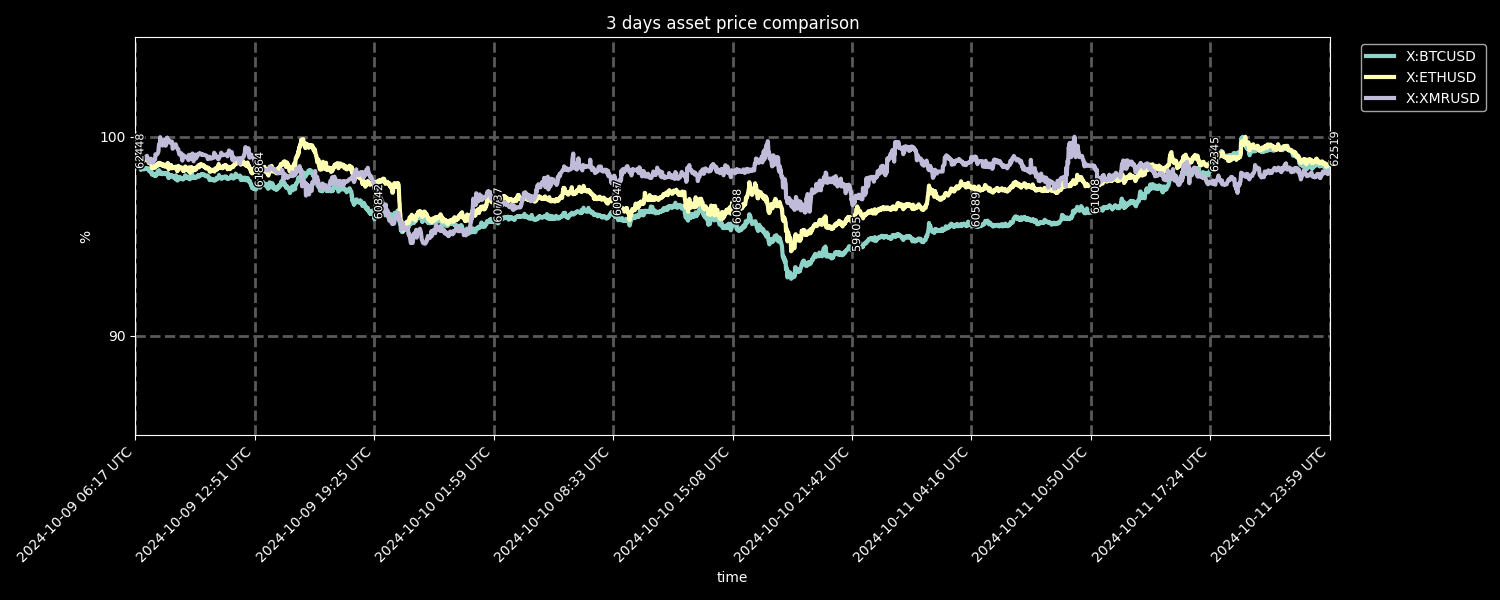 3 days asset price comparison
X:BTCUSD
X:ETHUSD
X:XMRUSD
100
90
%
62448
61864
60842
60737
60947
60688
59805
60589
61008
62345
62519
2024-10-09 06:17 UTC
2024-10-09 12:51 UTC
2024-10-09 19:25 UTC
2024-10-10 01:59 UTC
2024-10-10 08:33 UTC
2024-10-10 15:08 UTC
2024-10-10 21:42 UTC
2024-10-11 04:16 UTC
2024-10-11 10:50 UTC
2024-10-11 17:24 UTC
2024-10-11 23:59 UTC
time